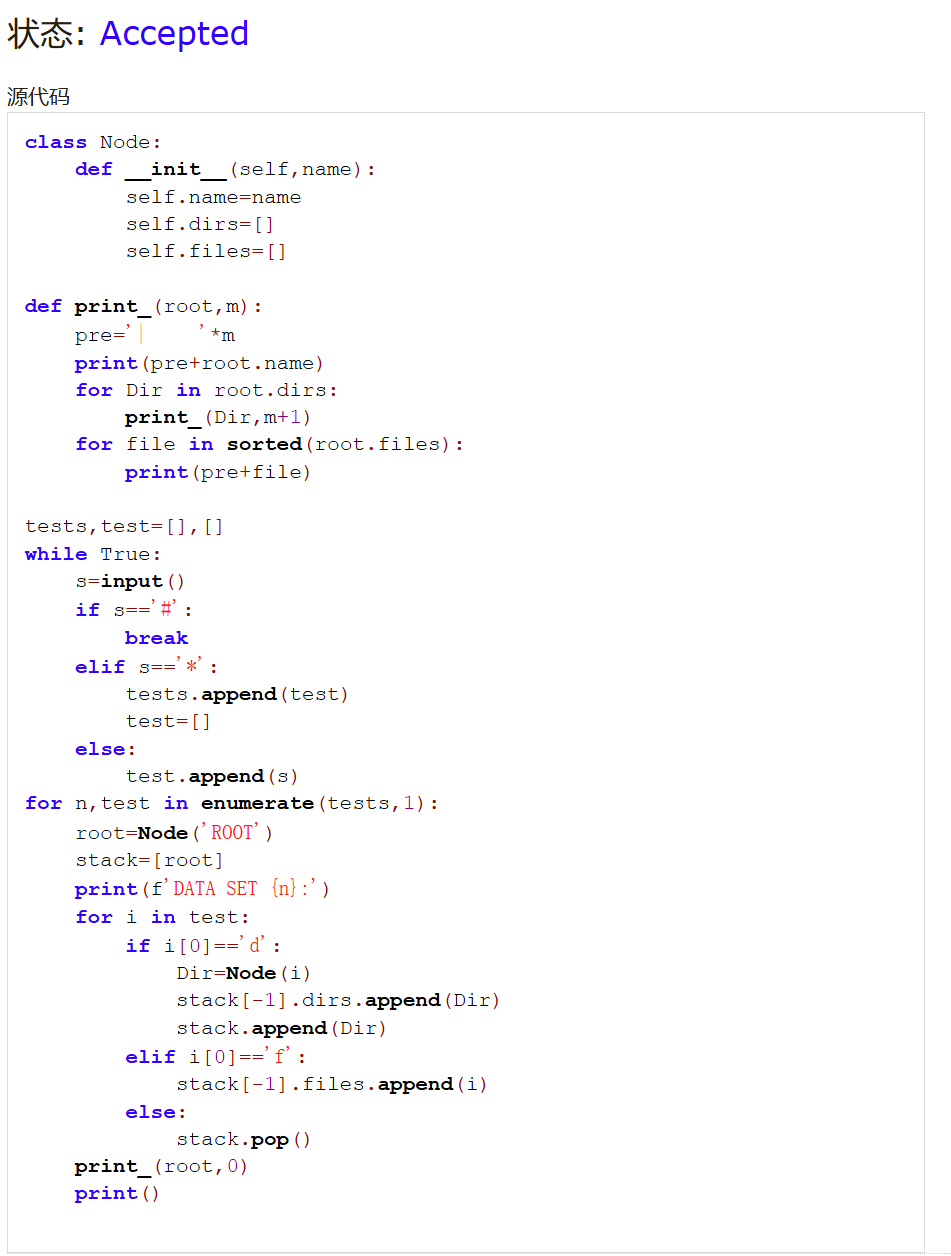 状态: Accepted
源代码
class Node:
    def __init__(self,name):
        self.name=name
        self.dirs=[]
        self.files=[]
def print_(root,m):
    pre='|     '*m
    print(pre+root.name)
    for Dir in root.dirs:
        print_(Dir,m+1)
    for file in sorted(root.files):
        print(pre+file)
tests,test=[],[]
while True:
    s=input()
    if s=='#':
        break
    elif s=='*':
        tests.append(test)
        test=[]
    else:
        test.append(s)
for n,test in enumerate(tests,1):
    root=Node('ROOT')
    stack=[root]
    print(f'DATA SET {n}:')
    for i in test:
        if i[0]=='d':
            Dir=Node(i)
            stack[-1].dirs.append(Dir)
            stack.append(Dir)
        elif i[0]=='f':
            stack[-1].files.append(i)
        else:
            stack.pop()
    print_(root,0)
    print()